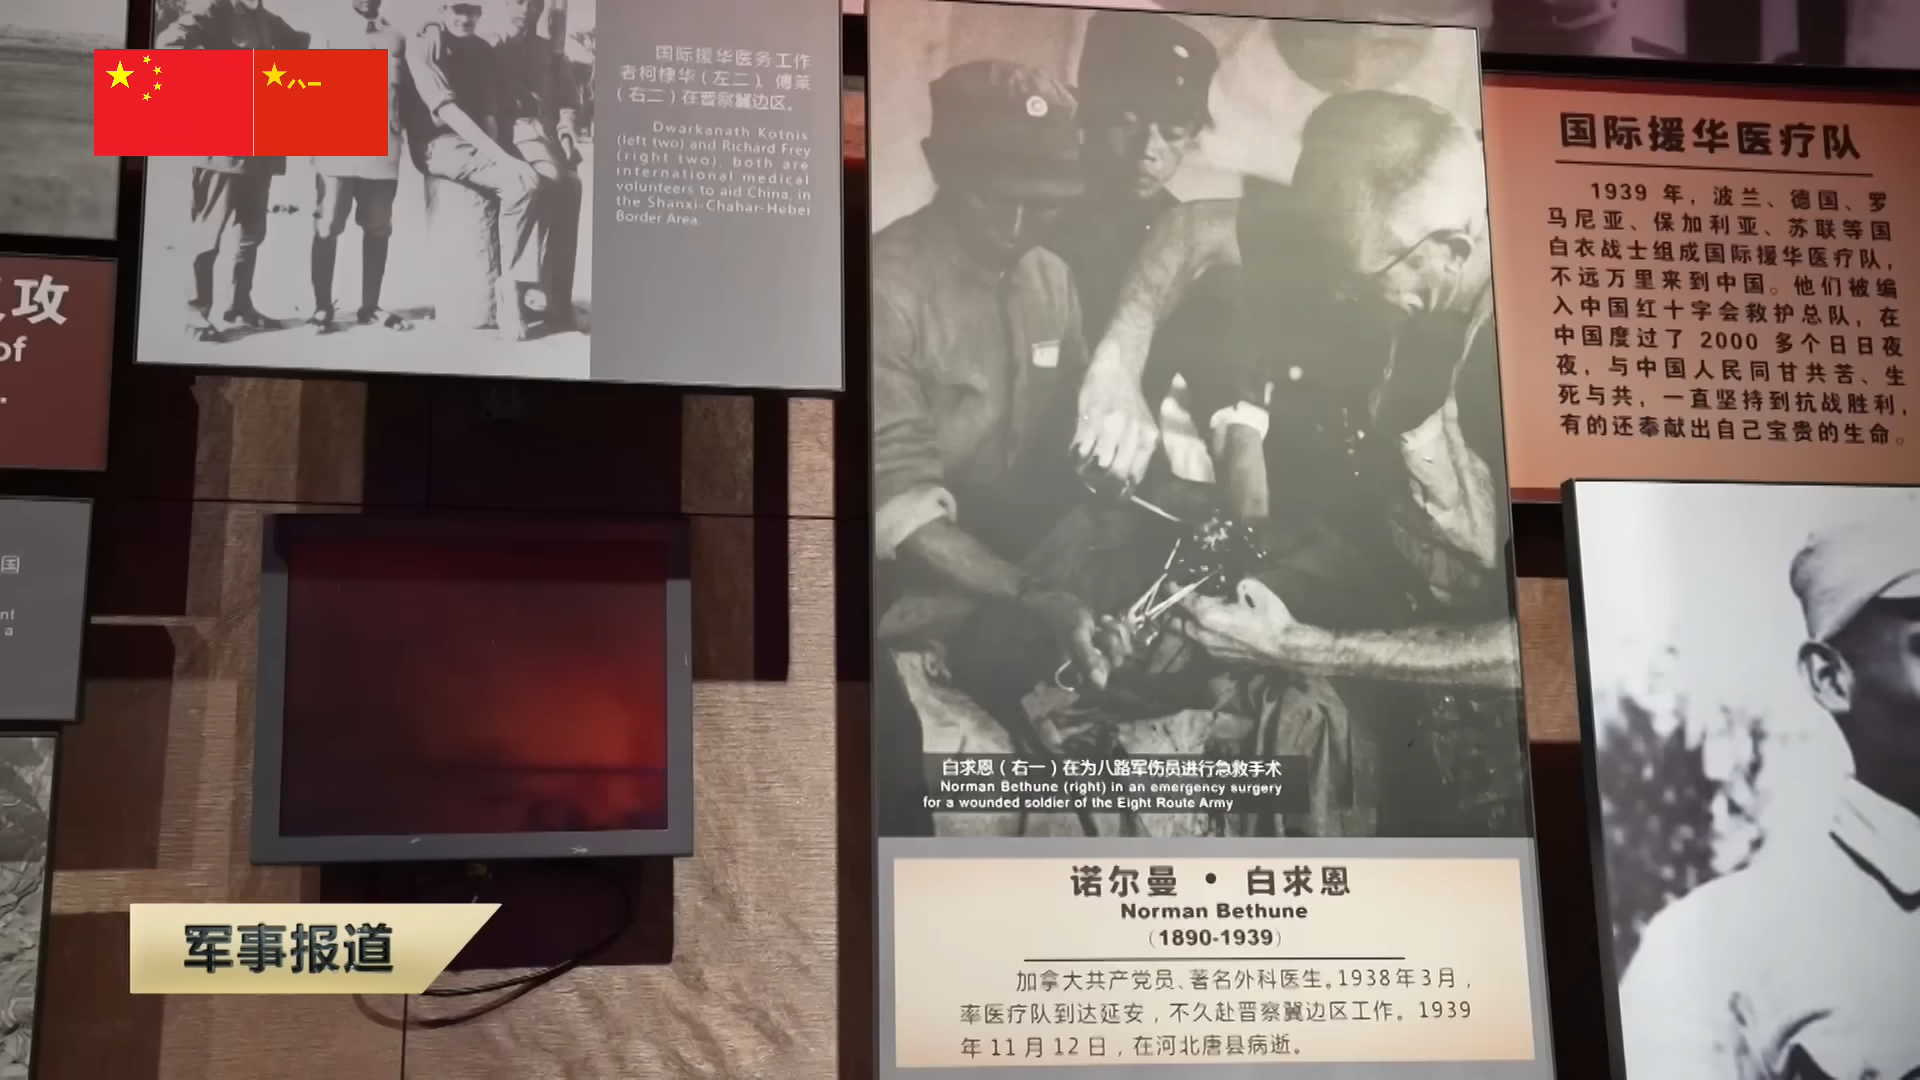 八一
国际援华医务工作
者柯棣华(左二)、傅莱
(右二)在晋察冀边区。
Dwarkanath Kotnis
(left two) and Richard Frey
(right two), both are
international medical
volunteers to aid China, in
the Shanxi-Chahar-Hebei
Border Area.
攻
of
国
nt
a
白求恩(右一)在为八路军伤员进行急救手术
Norman Bethune (right) in an emergency surgery
for a wounded soldier of the Eight Route Army
诺尔曼·白求恩
Norman Bethune
(1890-1939)
加拿大共产党员、著名外科医生。1938年3月,
率医疗队到达延安,不久赴晋察冀边区工作。1939
年11月12日,在河北唐县病逝。
国际援华医疗队
1939 年,波兰、德国、罗
马尼亚、保加利亚、苏联等国
白衣战士组成国际援华医疗队,
不远万里来到中国。他们被编
入中国红十字会救护总队,在
中国度过了 2000 多个日日夜
夜,与中国人民同甘共苦、生
死与共,一直坚持到抗战胜利,
有的还奉献出自己宝贵的生命。
军事报道